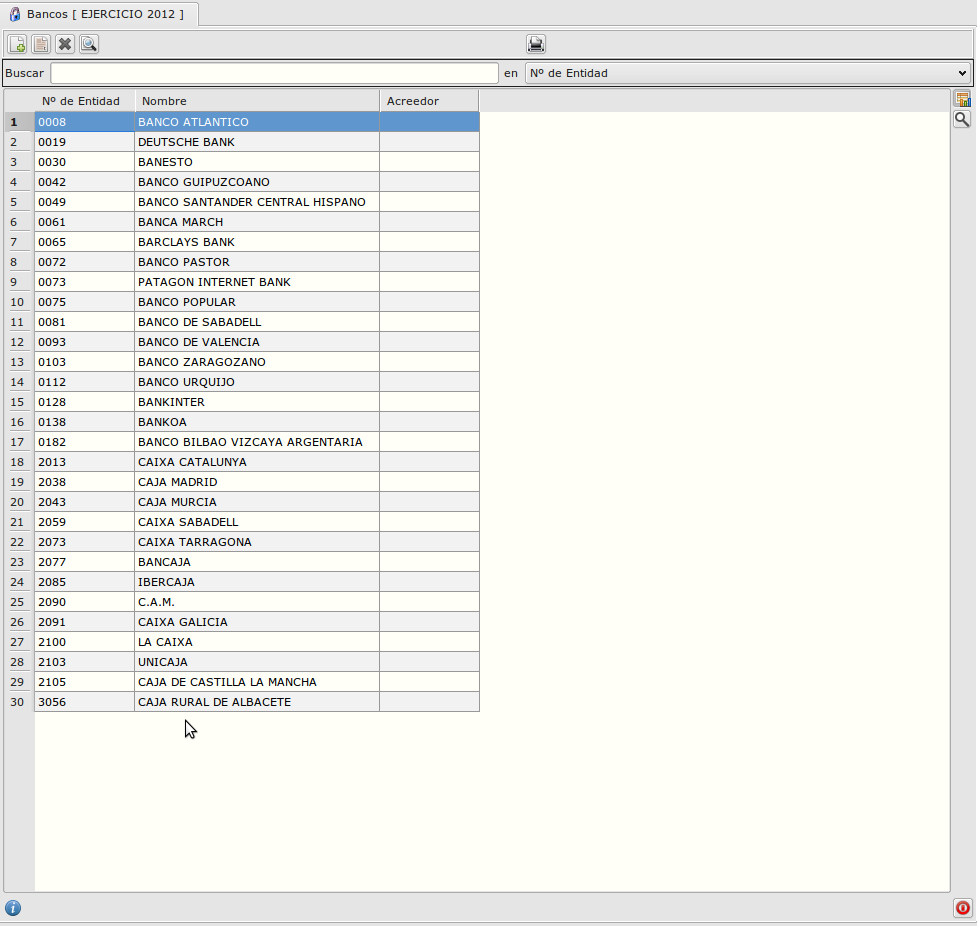 Bancos [ EJERCICIO 2012 ]
Buscar en Nº de Entidad
Nº de Entidad Nombre Acreedor
1 0008 BANCO ATLANTICO
2 0019 DEUTSCHE BANK
3 0030 BANESTO
4 0042 BANCO GUIPUZCOANO
5 0049 BANCO SANTANDER CENTRAL HISPANO
6 0061 BANCA MARCH
7 0065 BARCLAYS BANK
8 0072 BANCO PASTOR
9 0073 PATAGON INTERNET BANK
10 0075 BANCO POPULAR
11 0081 BANCO DE SABADELL
12 0093 BANCO DE VALENCIA
13 0103 BANCO ZARAGOZANO
14 0112 BANCO URQUIJO
15 0128 BANKINTER
16 0138 BANKOA
17 0182 BANCO BILBAO VIZCAYA ARGENTARIA
18 2013 CAIXA CATALUNYA
19 2038 CAJA MADRID
20 2043 CAJA MURCIA
21 2059 CAIXA SABADELL
22 2073 CAIXA TARRAGONA
23 2077 BANCAJA
24 2085 IBERCAJA
25 2090 C.A.M.
26 2091 CAIXA GALICIA
27 2100 LA CAIXA
28 2103 UNICAJA
29 2105 CAJA DE CASTILLA LA MANCHA
30 3056 CAJA RURAL DE ALBACETE